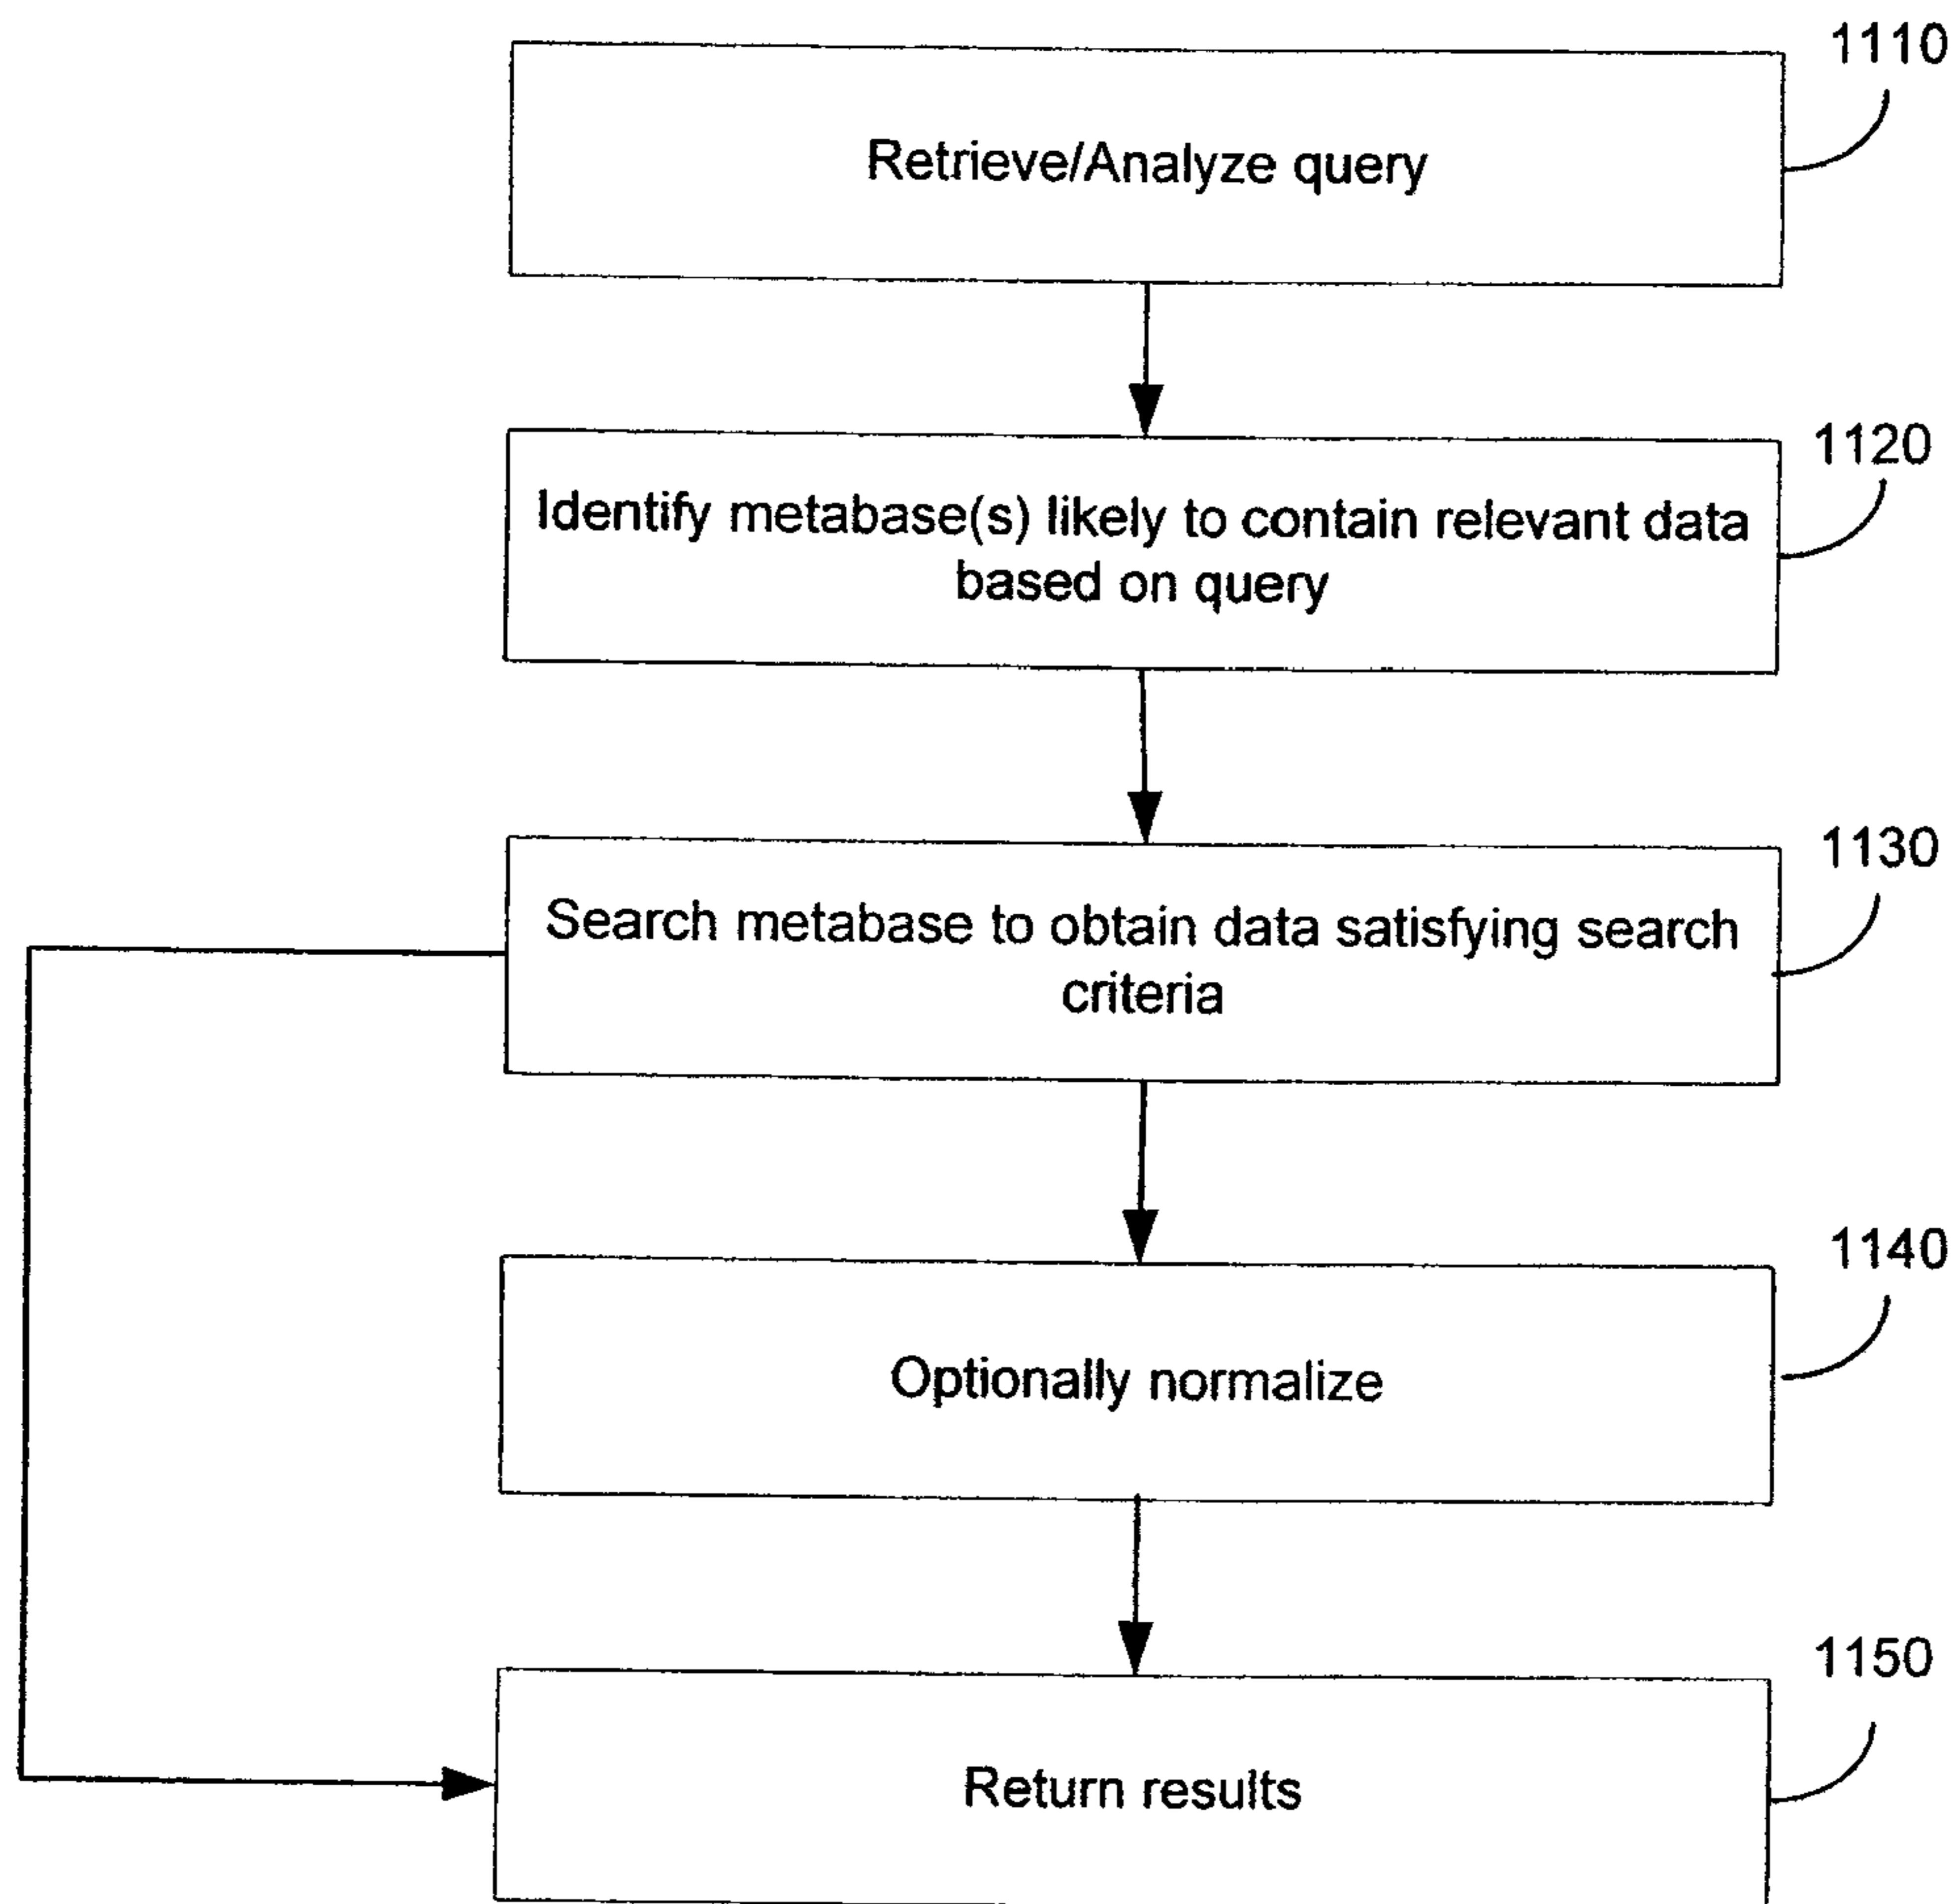 1110
Retrieve/Analyze query
1120
Identify metabase(s) likely to contain relevant data
based on query
1130
Search metabase to obtain data satisfying search
criteria
1140
Optionally normalize
1150
Return results